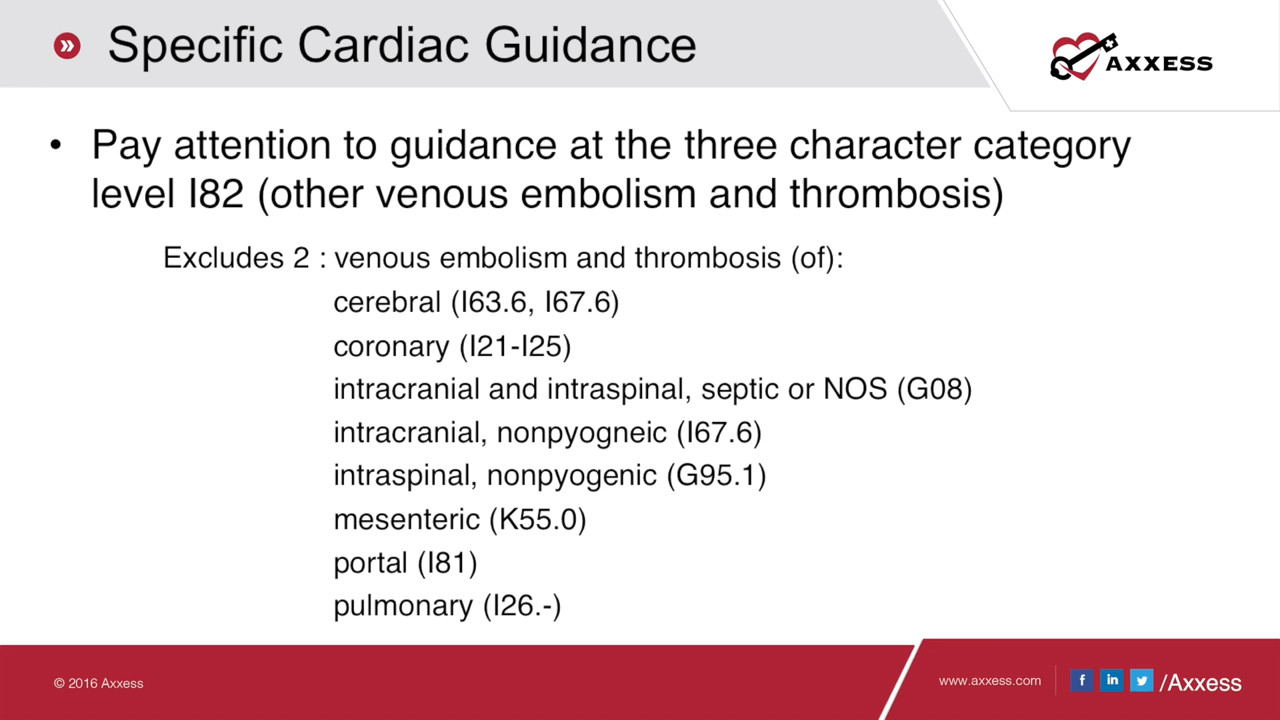 Specific Cardiac Guidance
AXXESS
• Pay attention to guidance at the three character category
level I82 (other venous embolism and thrombosis)
Excludes 2 : venous embolism and thrombosis (of):
cerebral (I63.6, I67.6)
coronary (I21-I25)
intracranial and intraspinal, septic or NOS (G08)
intracranial, nonpyogneic (I67.6)
intraspinal, nonpyogenic (G95.1)
mesenteric (K55.0)
portal (I81)
pulmonary (I26.-)
© 2016 Axxess
www.axxess.com
/Axxess